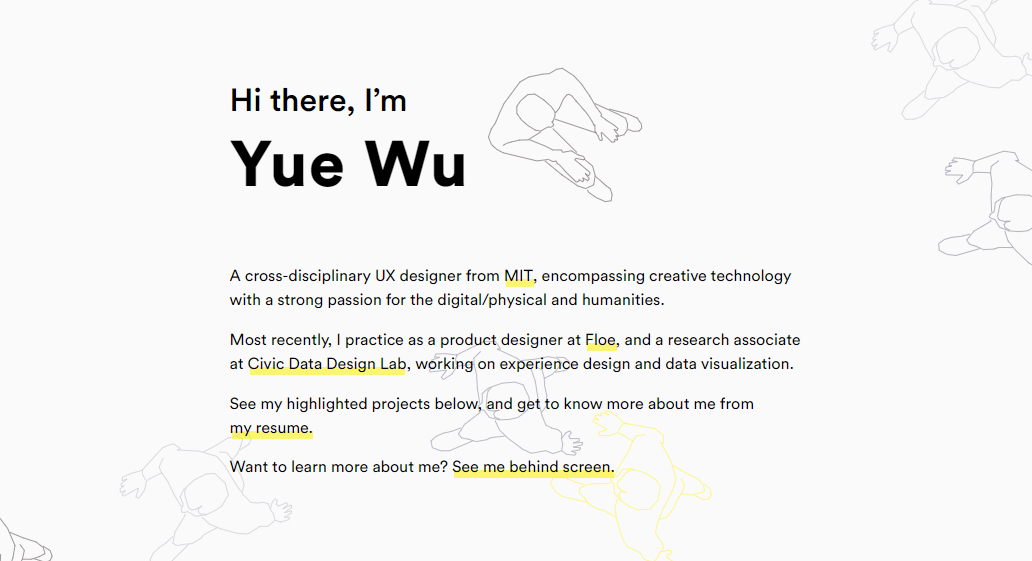 Hi there, I’m
Yue Wu
A cross-disciplinary UX designer from MIT, encompassing creative technology
with a strong passion for the digital/physical and humanities.
Most recently, I practice as a product designer at Floe, and a research associate
at Civic Data Design Lab, working on experience design and data visualization.
See my highlighted projects below, and get to know more about me from
my resume.
Want to learn more about me? See me behind screen.